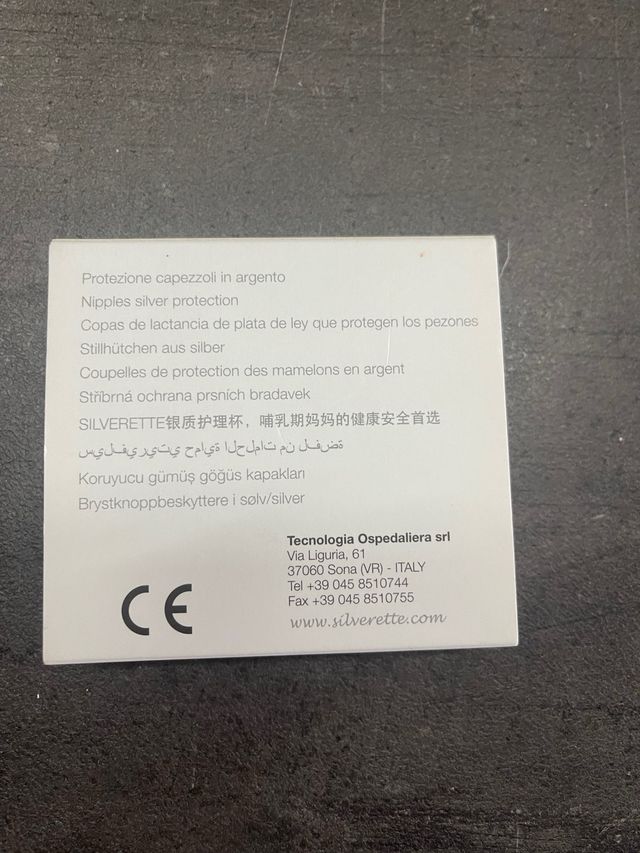 Protezione capezzoli in argento
Nipples silver protection
Copas de lactancia de plata de ley que protegen los pezones
Stillhütchen aus silber
Coupelles de protection des mamelons en argent
Stříbrná ochrana prsních bradavek
SILVERETTE银质护理杯，哺乳期妈妈的健康安全首选
سيلفيريتي حماية الحلمات من لفضة
Koruyucu gümüş göğüs kapakları
Brystknoppbeskyttere i sølv/silver
Tecnologia Ospedaliera srl
Via Liguria, 61
37060 Sona (VR) - ITALY
Tel +39 045 8510744
Fax +39 045 8510755
www.silverette.com
CE